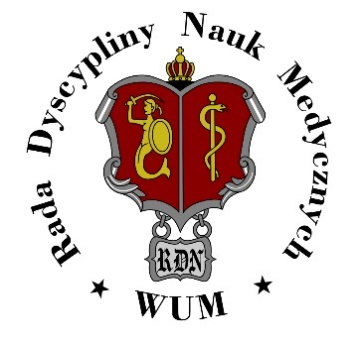 Rada Dyscypliny Nauk Medycznych
RDN
★ WUM ★